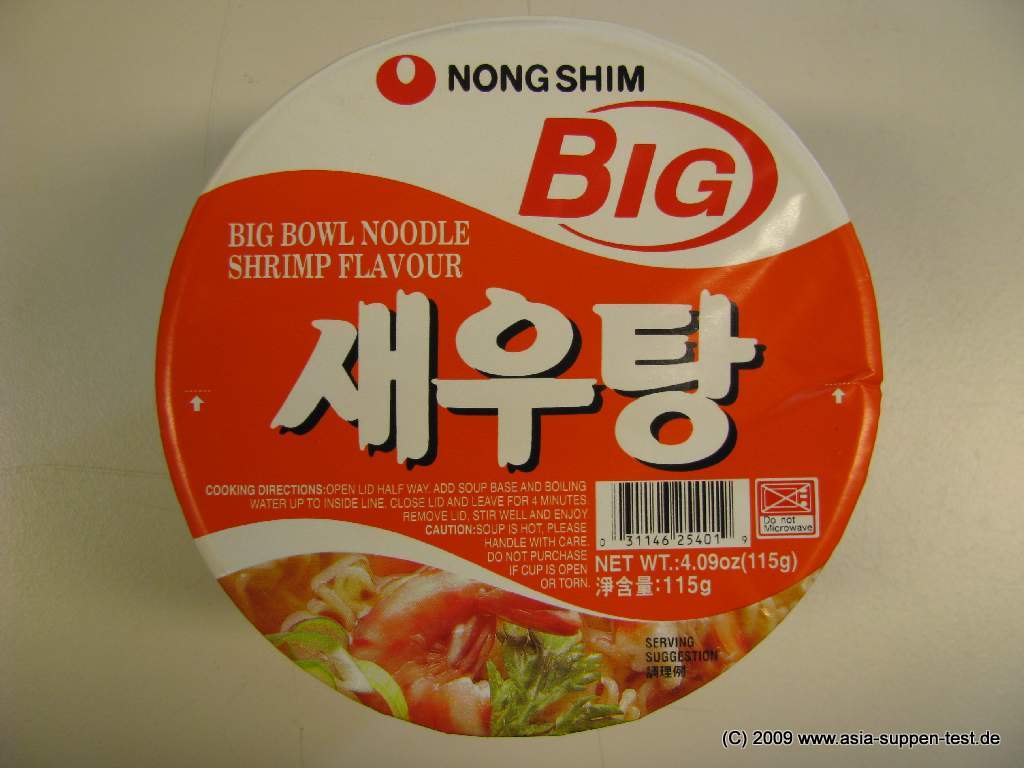 NONGSHIM
BIG
BIG BOWL NOODLE
SHRIMP FLAVOUR
새우탕
COOKING DIRECTIONS:OPEN LID HALF WAY. ADD SOUP BASE AND BOILING
WATER UP TO INSIDE LINE. CLOSE LID AND LEAVE FOR 4 MINUTES
REMOVE LID, STIR WELL AND ENJOY
CAUTION:SOUP IS HOT, PLEASE
HANDLE WITH CARE.
DO NOT PURCHASE
IF CUP IS OPEN
OR TORN.
0 31146 25401 9
Do not
Microwave
NET WT.:4.09oz(115g)
淨含量:115g
SERVING
SUGGESTION
調理例
(C) 2009 www.asia-suppen-test.de